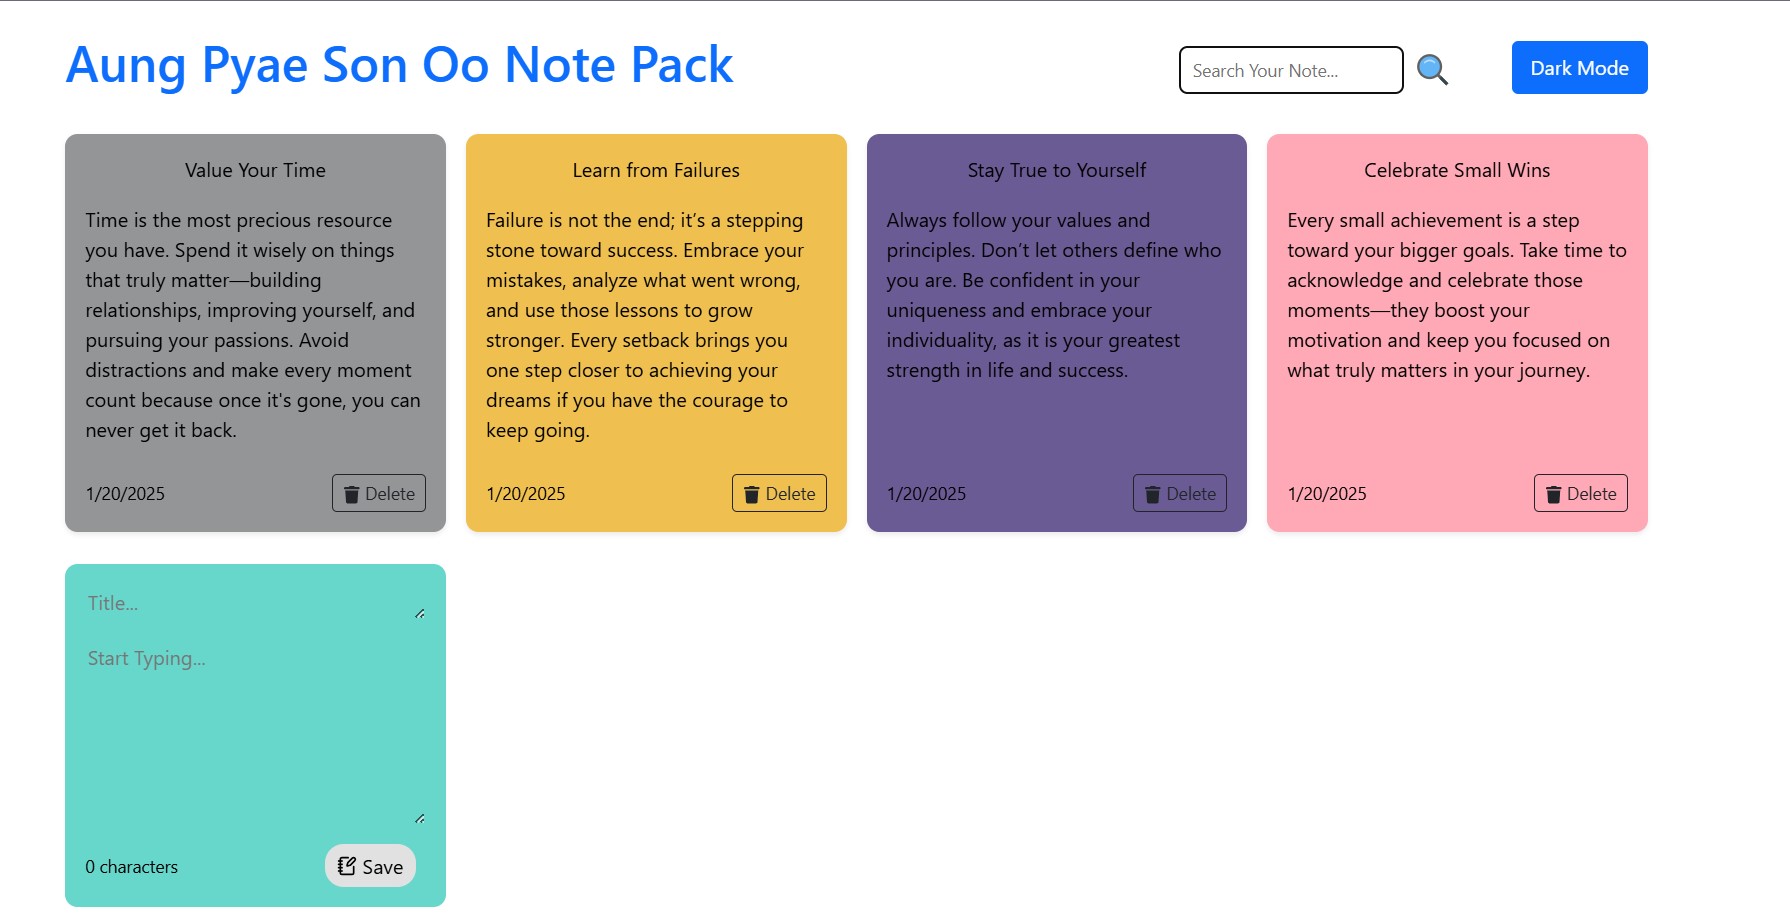 Aung Pyae Son Oo Note Pack
Search Your Note...
Dark Mode
Value Your Time
Time is the most precious resource
you have. Spend it wisely on things
that truly matter—building
relationships, improving yourself, and
pursuing your passions. Avoid
distractions and make every moment
count because once it's gone, you can
never get it back.
1/20/2025
Delete
Learn from Failures
Failure is not the end; it’s a stepping
stone toward success. Embrace your
mistakes, analyze what went wrong,
and use those lessons to grow
stronger. Every setback brings you
one step closer to achieving your
dreams if you have the courage to
keep going.
1/20/2025
Delete
Stay True to Yourself
Always follow your values and
principles. Don’t let others define who
you are. Be confident in your
uniqueness and embrace your
individuality, as it is your greatest
strength in life and success.
1/20/2025
Delete
Celebrate Small Wins
Every small achievement is a step
toward your bigger goals. Take time to
acknowledge and celebrate those
moments—they boost your
motivation and keep you focused on
what truly matters in your journey.
1/20/2025
Delete
Title...
Start Typing...
0 characters
Save